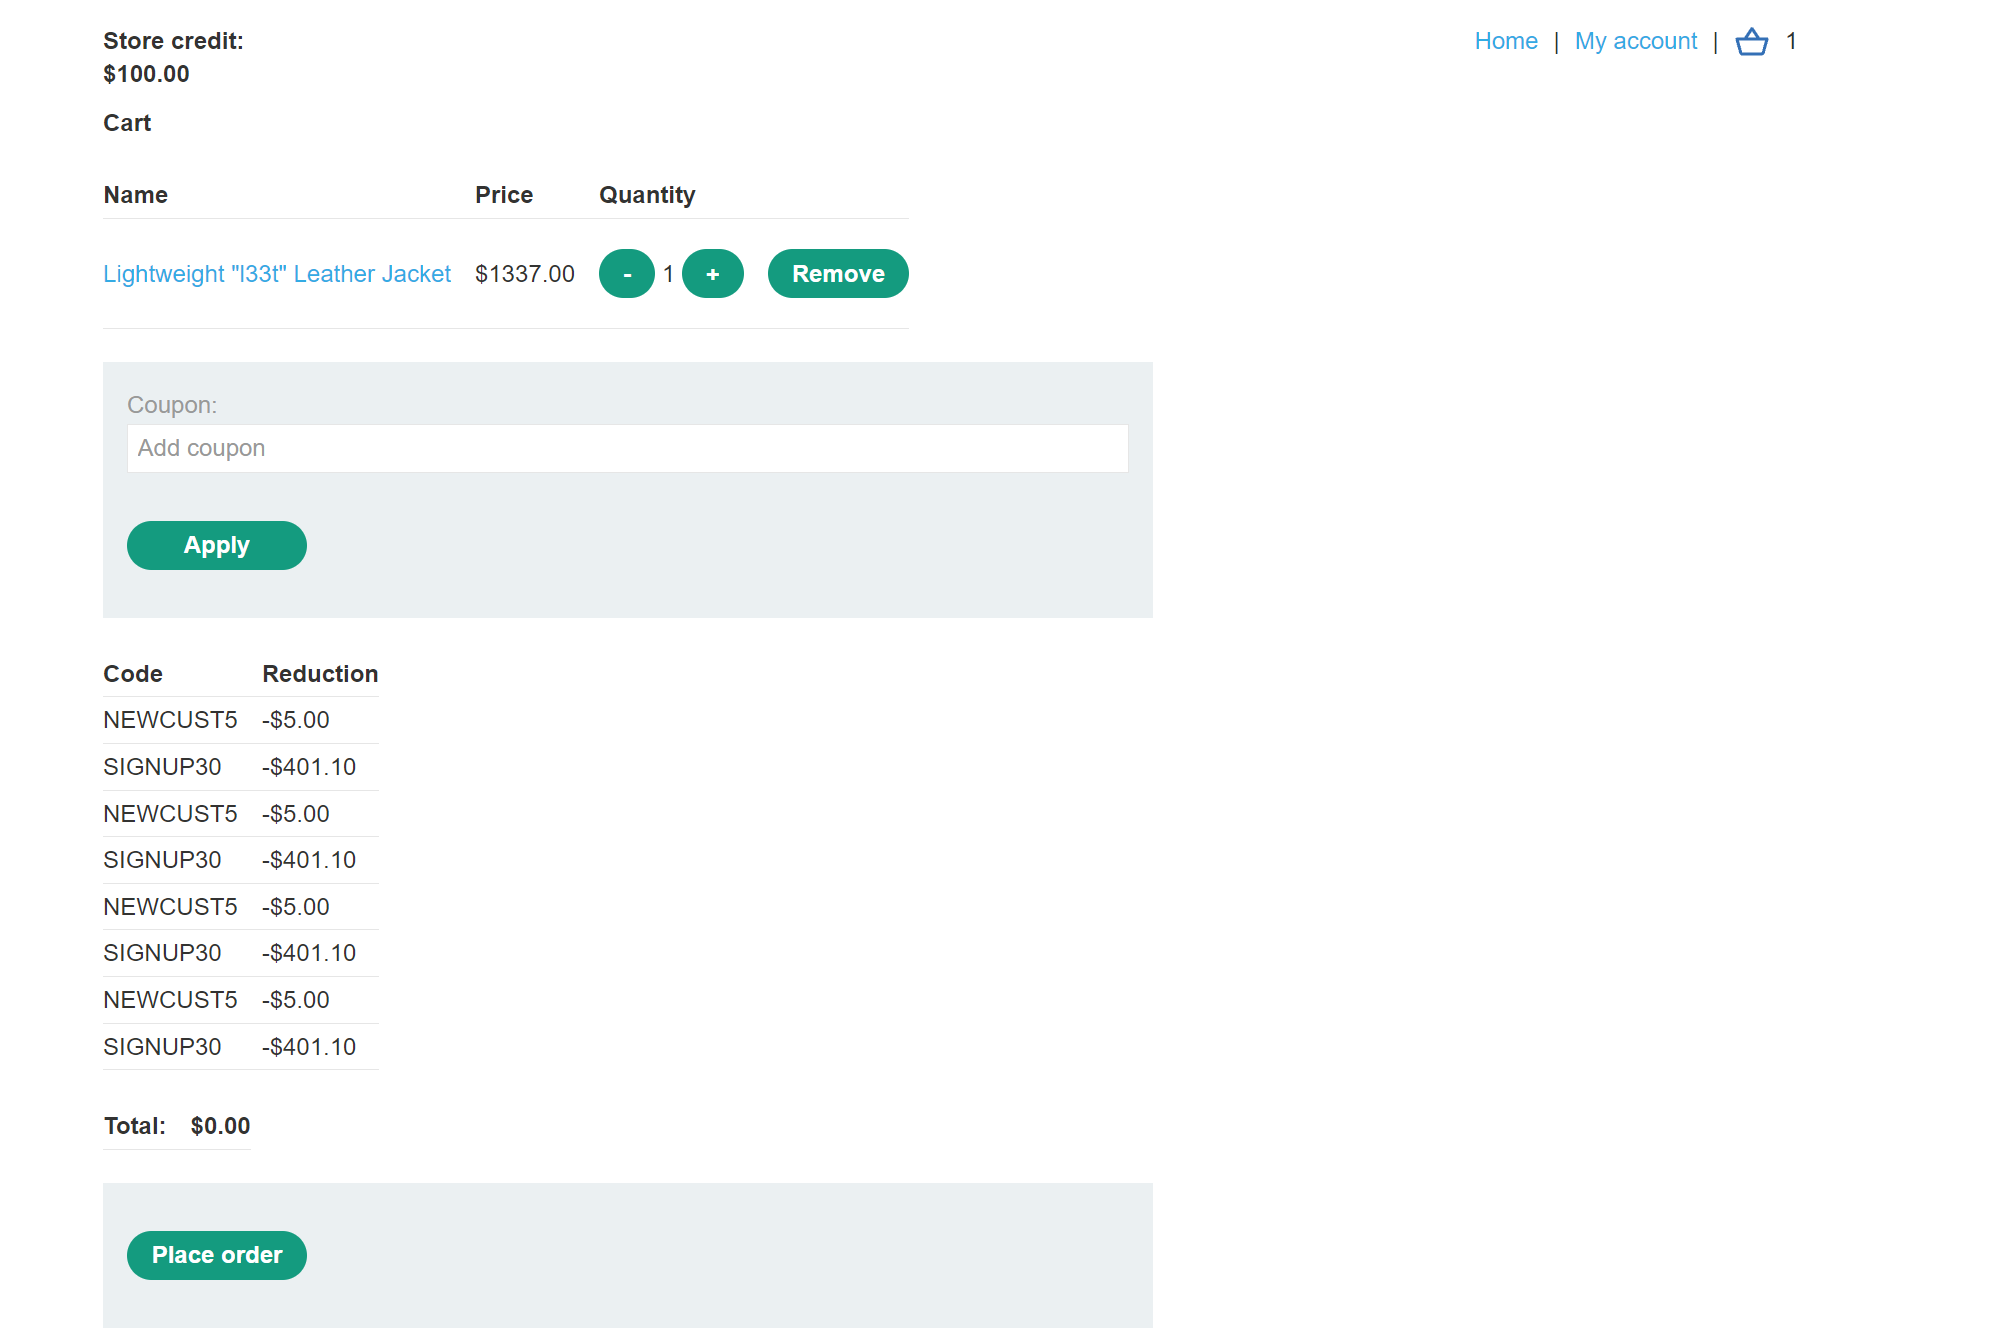 Store credit:
$100.00
Home | My account | 1
Cart
Name Price Quantity
Lightweight "l33t" Leather Jacket $1337.00 - 1 + Remove
Coupon:
Add coupon
Apply
Code Reduction
NEWCUST5 -$5.00
SIGNUP30 -$401.10
NEWCUST5 -$5.00
SIGNUP30 -$401.10
NEWCUST5 -$5.00
SIGNUP30 -$401.10
NEWCUST5 -$5.00
SIGNUP30 -$401.10
Total: $0.00
Place order